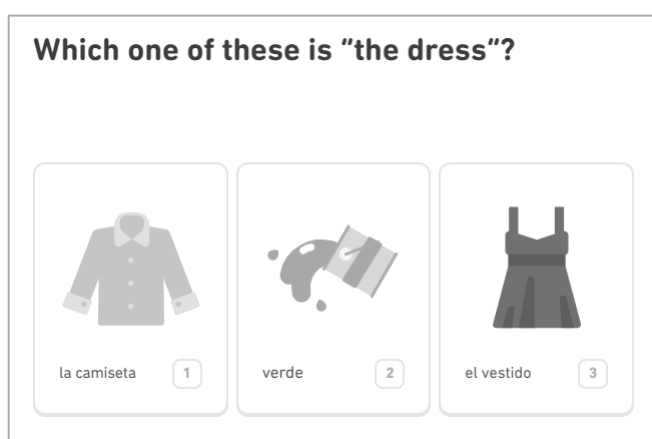 Which one of these is "the dress"?
la camiseta 1
verde 2
el vestido 3